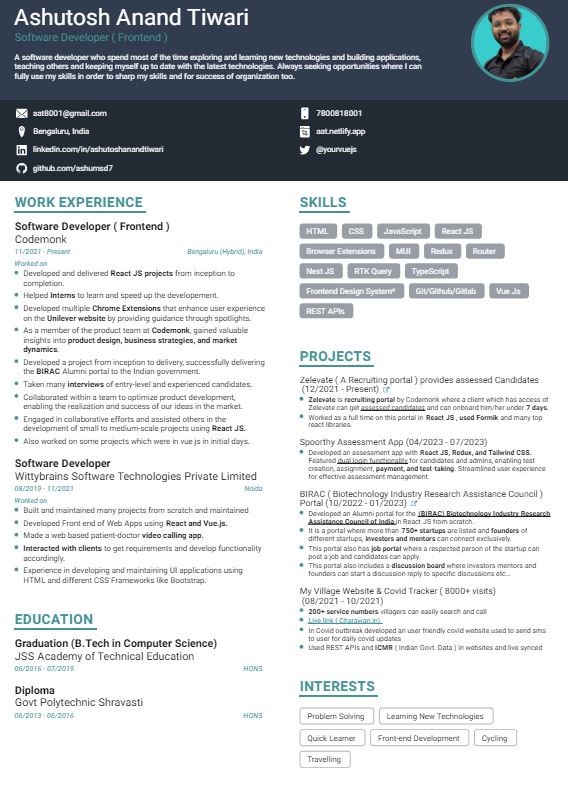 Ashutosh Anand Tiwari
Software Developer ( Frontend )
A software developer who spend most of the time exploring and learning new technologies and building applications,
teaching others and keeping myself up to date with the latest technologies. Always seeking opportunities where I can
fully use my skills in order to sharp my skills and for success of organization too.
aat8001@gmail.com
7800818001
Bengaluru, India
aat.netlify.app
linkedin.com/in/ashutoshanandtiwari
@yourvuejs
github.com/ashumsd7
WORK EXPERIENCE
Software Developer ( Frontend )
Codemonk
11/2021 - Present
Bengaluru (Hybrid), India
Worked on
Developed and delivered React JS projects from inception to
completion.
Helped Interns to learn and speed up the developement.
Developed multiple Chrome Extensions that enhance user experience
on the Unilever website by providing guidance through spotlights.
As a member of the product team at Codemonk, gained valuable
insights into product design, business strategies, and market
dynamics.
Developed a project from inception to delivery, successfully delivering
the BIRAC Alumni portal to the Indian government.
Taken many interviews of entry-level and experienced candidates.
Collaborated within a team to optimize product development,
enabling the realization and success of our ideas in the market.
Engaged in collaborative efforts and assisted others in the
development of small to medium-scale projects using React JS.
Also worked on some projects which were in vue js in initial days.
Software Developer
Wittybrains Software Technologies Private Limited
08/2019 - 11/2021
Noida
Worked on
Built and maintained many projects from scratch and maintained
Developed Front end of Web Apps using React and Vue.js.
Made a web based patient-doctor video calling app.
Interacted with clients to get requirements and develop functionality
accordingly.
Experience in developing and maintaining UI applications using
HTML and different CSS Frameworks like Bootstrap.
EDUCATION
Graduation (B.Tech in Computer Science)
JSS Academy of Technical Education
06/2016 - 07/2019
HONS
Diploma
Govt Polytechnic Shravasti
06/2013 - 06/2016
HONS
SKILLS
HTML
CSS
JavaScript
React JS
Browser Extensions
MUI
Redux
Router
Next JS
RTK Query
TypeScript
Frontend Design System*
Git/Github/Gitlab
Vue Js
REST APIs
PROJECTS
Zelevate ( A Recruiting portal ) provides assessed Candidates
(12/2021 - Present)
Zelevate is recruiting portal by Codemonk where a client which has access of
Zelevate can get assessed candidates and can onboard him/her under 7 days.
Worked as a full time on this portal in React JS , used Formik and many top
react libraries.
Spoorthy Assessment App (04/2023 - 07/2023)
Developed an assessment app with React JS, Redux, and Tailwind CSS.
Featured dual login functionality for candidates and admins, enabling test
creation, assignment, payment, and test-taking. Streamlined user experience
for effective assessment management.
BIRAC ( Biotechnology Industry Research Assistance Council )
Portal (10/2022 - 01/2023)
Developed an Alumni portal for the (BIRAC) Biotechnology Industry Research
Assistance Council of India in React JS from scratch.
It is a portal where more than 750+ startups are listed and founders of
different startups, investors and mentors can connect exclusively.
This portal also has job portal where a respected person of the startup can
post a job and candidates can apply.
This portal also includes a discussion board where investors mentors and
founders can start a discussion reply to specific discussions etc...
My Village Website & Covid Tracker ( 8000+ visits)
(08/2021 - 10/2021)
200+ service numbers villagers can easily search and call
Live link ( Charawan.in)
In Covid outbreak developed an user friendly covid website used to send sms
to user for daily covid updates
Used REST APIs and ICMR ( Indian Govt. Data ) in websites and live synced
INTERESTS
Problem Solving
Learning New Technologies
Quick Learner
Front-end Development
Cycling
Travelling